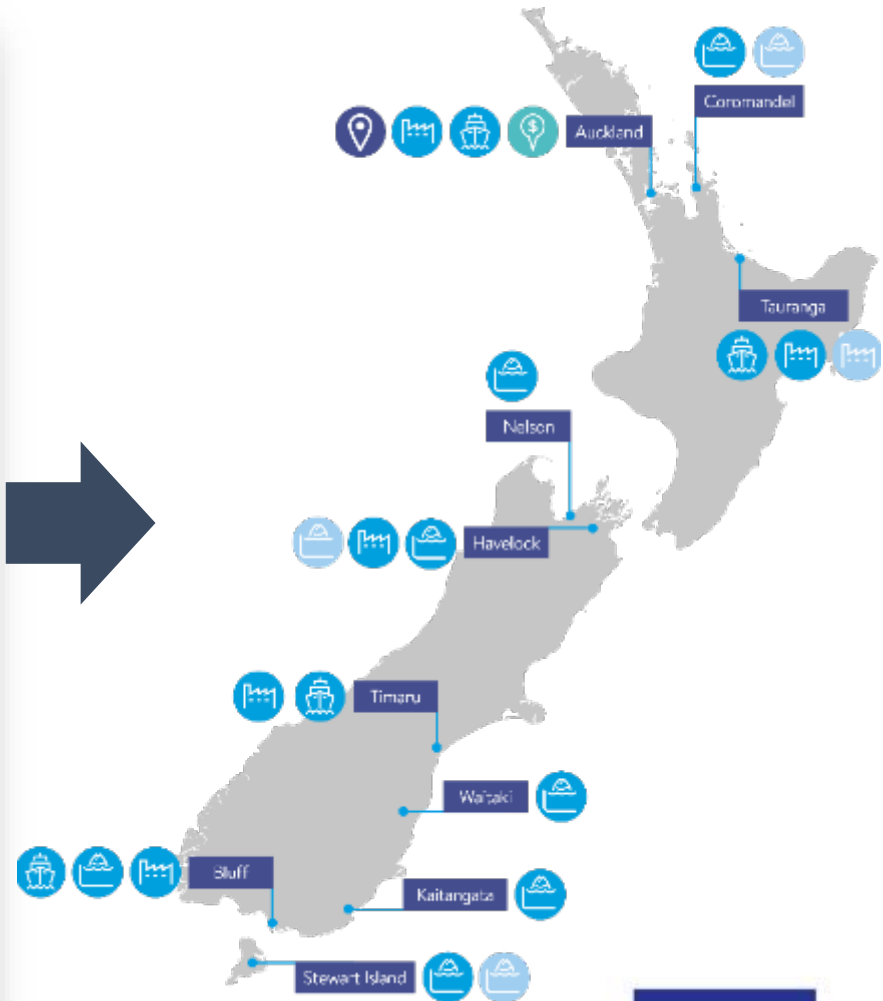 Coromandel
Auckland
Tauranga
Nelson
Havelock
Timaru
Waitaki
Bluff
Kaitangata
Stewart Island